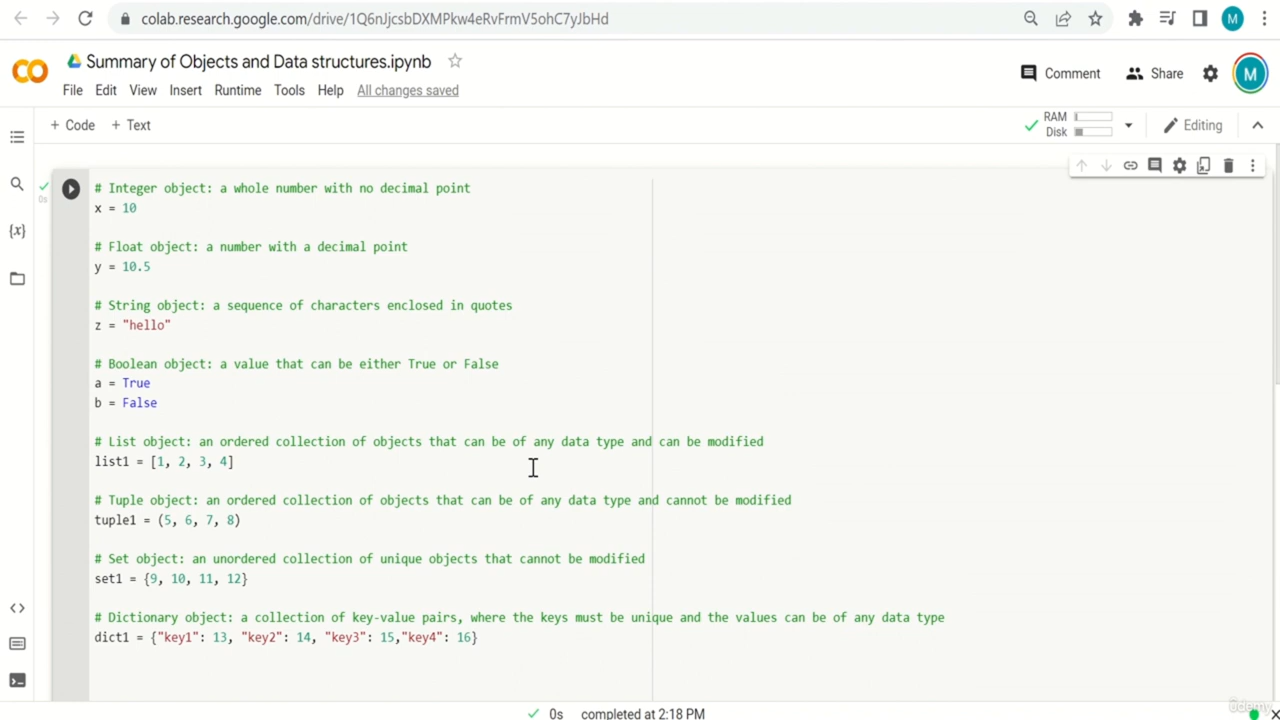 colab.research.google.com/drive/1Q6nJjcsbDXMPkw4eRvFrmV5ohC7yJbHd
M
CO
Summary of Objects and Data structures.ipynb
Comment
Share
M
File Edit View Insert Runtime Tools Help All changes saved
+ Code + Text
RAM
Disk
Editing
0s
# Integer object: a whole number with no decimal point
x = 10
# Float object: a number with a decimal point
{x}
y = 10.5
# String object: a sequence of characters enclosed in quotes
z = "hello"
# Boolean object: a value that can be either True or False
a = True
b = False
# List object: an ordered collection of objects that can be of any data type and can be modified
list1 = [1, 2, 3, 4]
# Tuple object: an ordered collection of objects that can be of any data type and cannot be modified
tuple1 = (5, 6, 7, 8)
# Set object: an unordered collection of unique objects that cannot be modified
set1 = {9, 10, 11, 12}
# Dictionary object: a collection of key-value pairs, where the keys must be unique and the values can be of any data type
dict1 = {"key1": 13, "key2": 14, "key3": 15,"key4": 16}
0s completed at 2:18 PM
Udemy